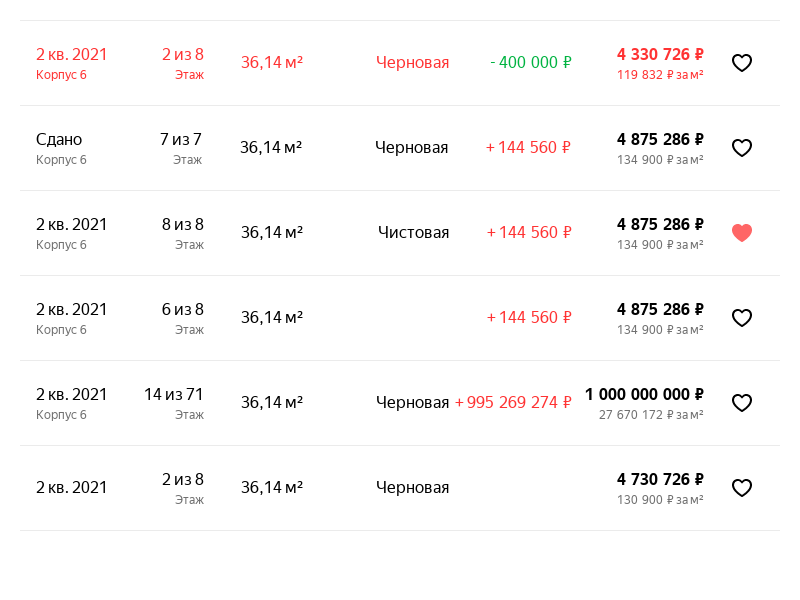 2 кв. 2021 2 из 8 36,14 м² Черновая - 400 000 ₽ 4 330 726 ₽
Корпус 6 Этаж 119 832 ₽ за м²
Сдано 7 из 7 36,14 м² Черновая + 144 560 ₽ 4 875 286 ₽
Корпус 6 Этаж 134 900 ₽ за м²
2 кв. 2021 8 из 8 36,14 м² Чистовая + 144 560 ₽ 4 875 286 ₽
Корпус 6 Этаж 134 900 ₽ за м²
2 кв. 2021 6 из 8 36,14 м² + 144 560 ₽ 4 875 286 ₽
Корпус 6 Этаж 134 900 ₽ за м²
2 кв. 2021 14 из 71 36,14 м² Черновая + 995 269 274 ₽ 1 000 000 000 ₽
Корпус 6 Этаж 27 670 172 ₽ за м²
2 кв. 2021 2 из 8 36,14 м² Черновая 4 730 726 ₽
Этаж 130 900 ₽ за м²